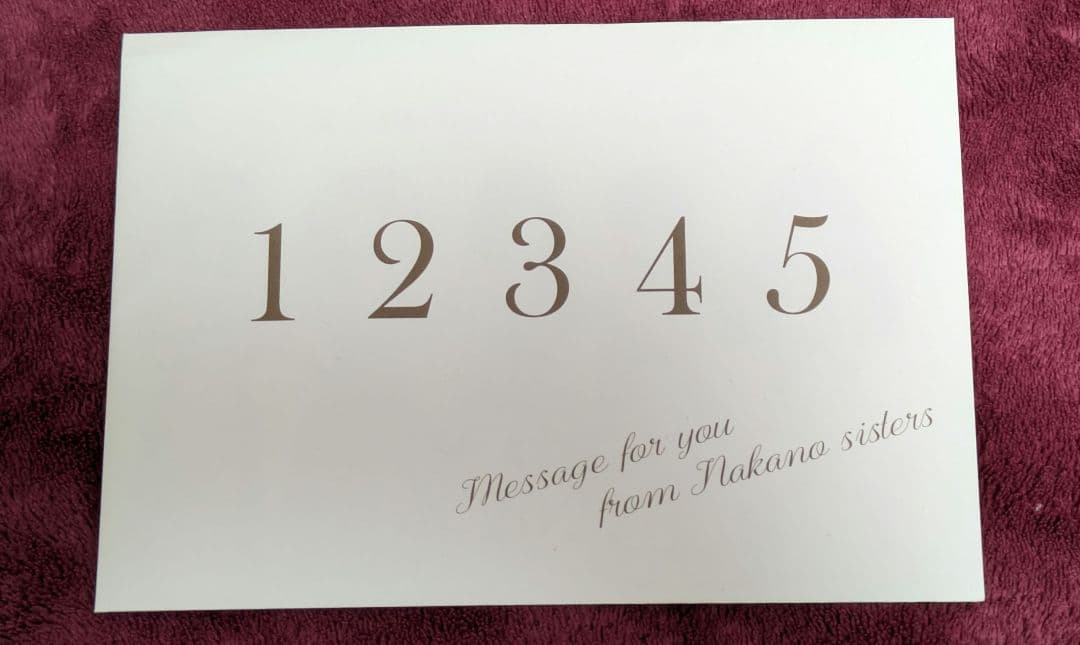 1 2 3 4 5
Message for you
from Nakano sisters